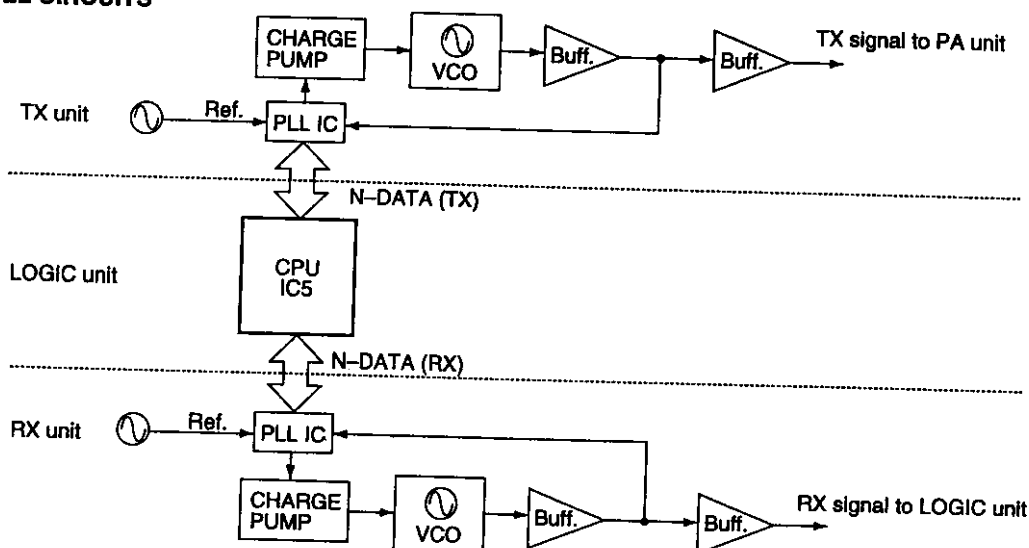 CHARGE
PUMP
VCO
Buff.
Buff.
TX signal to PA unit
TX unit
Ref.
PLL IC
N–DATA (TX)
LOGIC unit
CPU
IC5
N–DATA (RX)
RX unit
Ref.
PLL IC
CHARGE
PUMP
VCO
Buff.
Buff.
RX signal to LOGIC unit